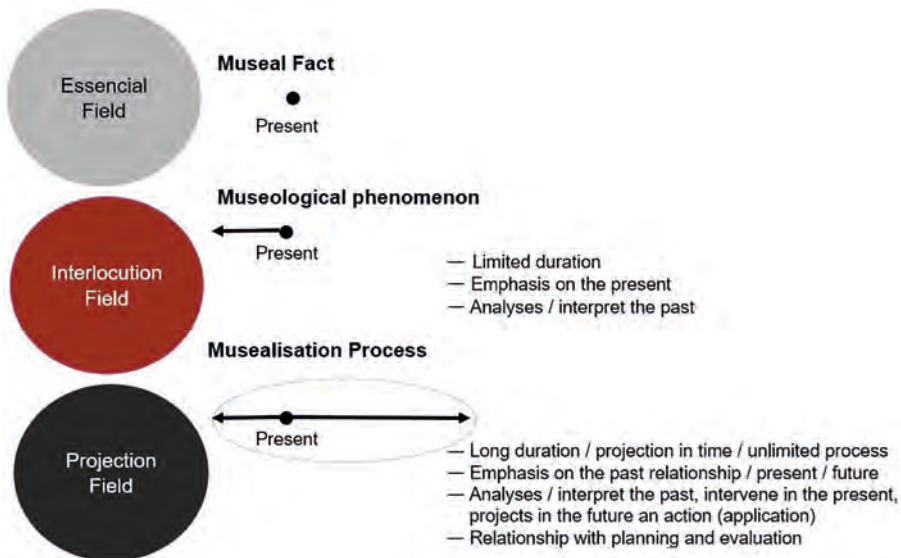 Essencial
Field
Museal Fact
Present
Museological phenomenon
Present
Interlocution
Field
— Limited duration
— Emphasis on the present
— Analyses / interpret the past
Musealisation Process
Present
Projection
Field
— Long duration / projection in time / unlimited process
— Emphasis on the past relationship / present / future
— Analyses / interpret the past, intervene in the present,
projects in the future an action (application)
— Relationship with planning and evaluation